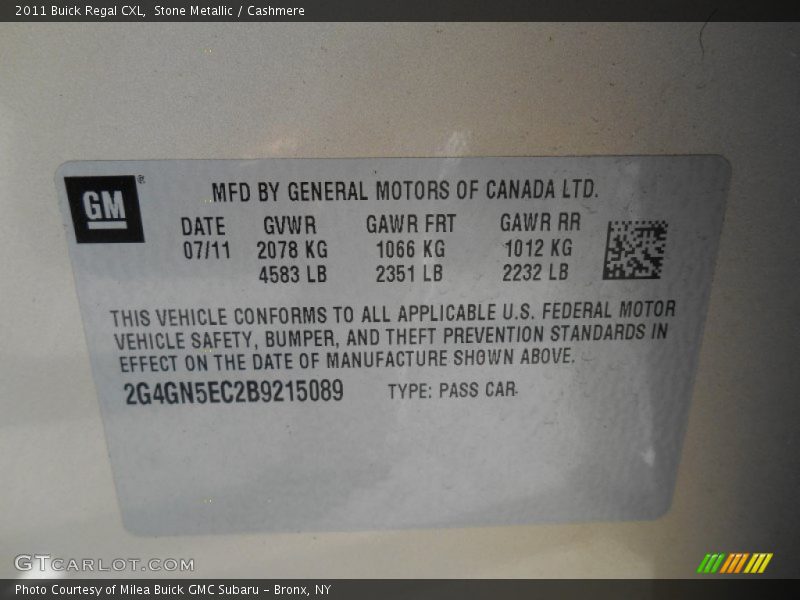 2011 Buick Regal CXL,  Stone Metallic / Cashmere
GM®
MFD BY GENERAL MOTORS OF CANADA LTD.
DATE GVWR GAWR FRT GAWR RR
07/11 2078 KG 1066 KG 1012 KG
4583 LB 2351 LB 2232 LB
THIS VEHICLE CONFORMS TO ALL APPLICABLE U.S. FEDERAL MOTOR
VEHICLE SAFETY, BUMPER, AND THEFT PREVENTION STANDARDS IN
EFFECT ON THE DATE OF MANUFACTURE SHOWN ABOVE.
2G4GN5EC2B9215089 TYPE: PASS CAR
GTCARLOT.COM
Photo Courtesy of Milea Buick GMC Subaru - Bronx, NY